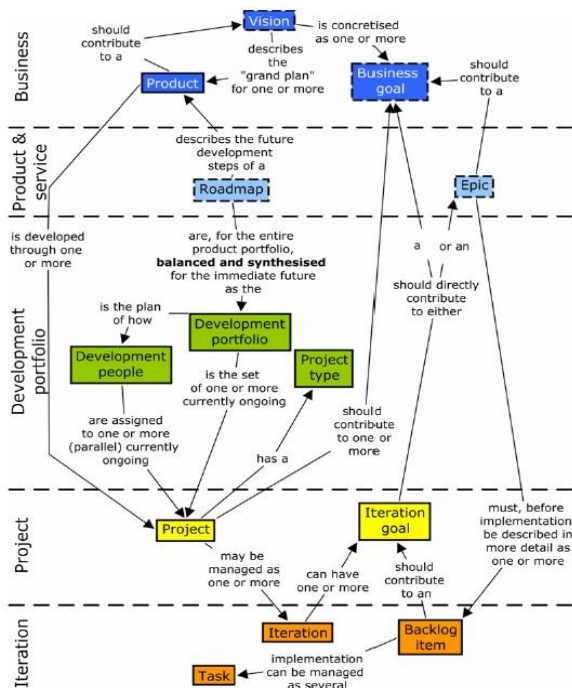 Business
should
contribute
to a
Vision
is concretised
as one or more
describes
the
"grand plan"
for one or more
Product
Business
goal
should
contribute
to a
Product &
service
describes the future
development
steps of a
Roadmap
Epic
Development
portfolio
is developed
through one
or more
are, for the entire
product portfolio,
balanced and synthesised
for the immediate future
as the
a
or an
should directly
contribute
to either
is the plan
of how
Development
portfolio
Development
people
Project
type
is the set
of one or more
currently ongoing
are assigned
to one or more
(parallel) currently
ongoing
has a
should
contribute
to one or
more
Project
Project
Iteration
goal
must, before
implementation
be described in
more detail as
one or more
may be
managed as
one or more
can have
one or more
should
contribute
to an
Iteration
Iteration
Backlog
item
implementation
can be managed
as several
Task